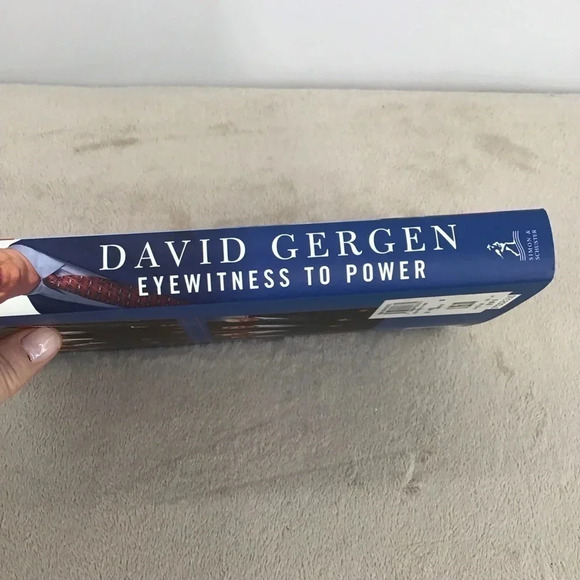 DAVID GERGEN
EYEWITNESS TO POWER
SIMON &
SCHUSTER